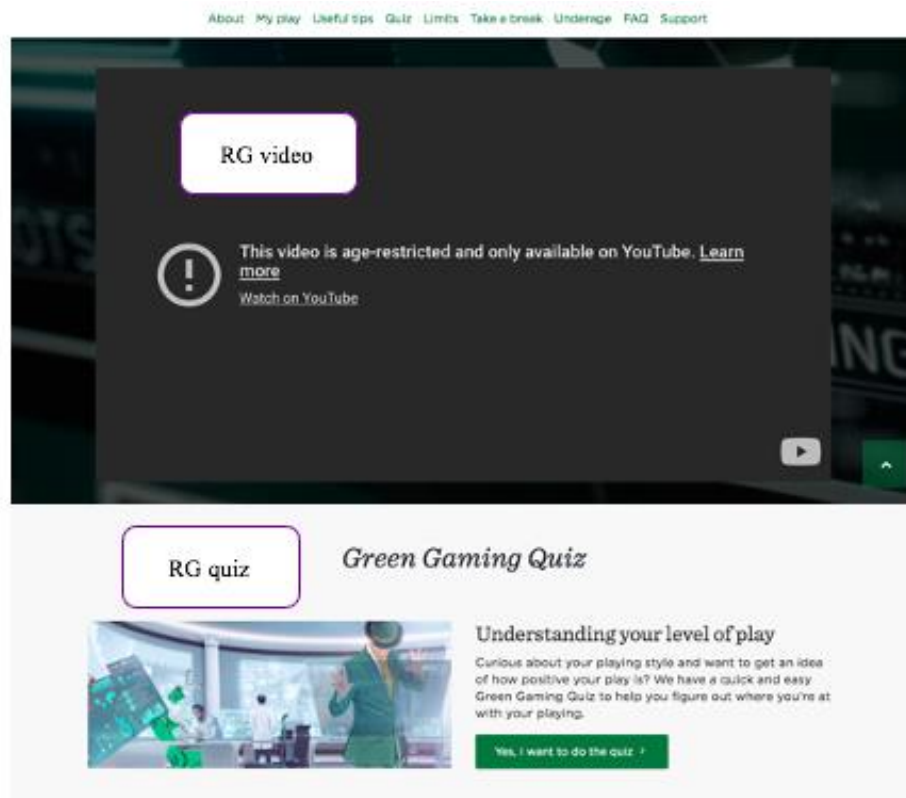 About My play Useful tips Quiz Limits Take a break Underage FAQ Support
RG video
This video is age-restricted and only available on YouTube. Learn
more
Watch on YouTube
RG quiz
Green Gaming Quiz
Understanding your level of play
Curious about your playing style and want to get an idea
of how positive your play is? We have a quick and easy
Green Gaming Quiz to help you figure out where you're at
with your playing.
Yes, I want to do the quiz